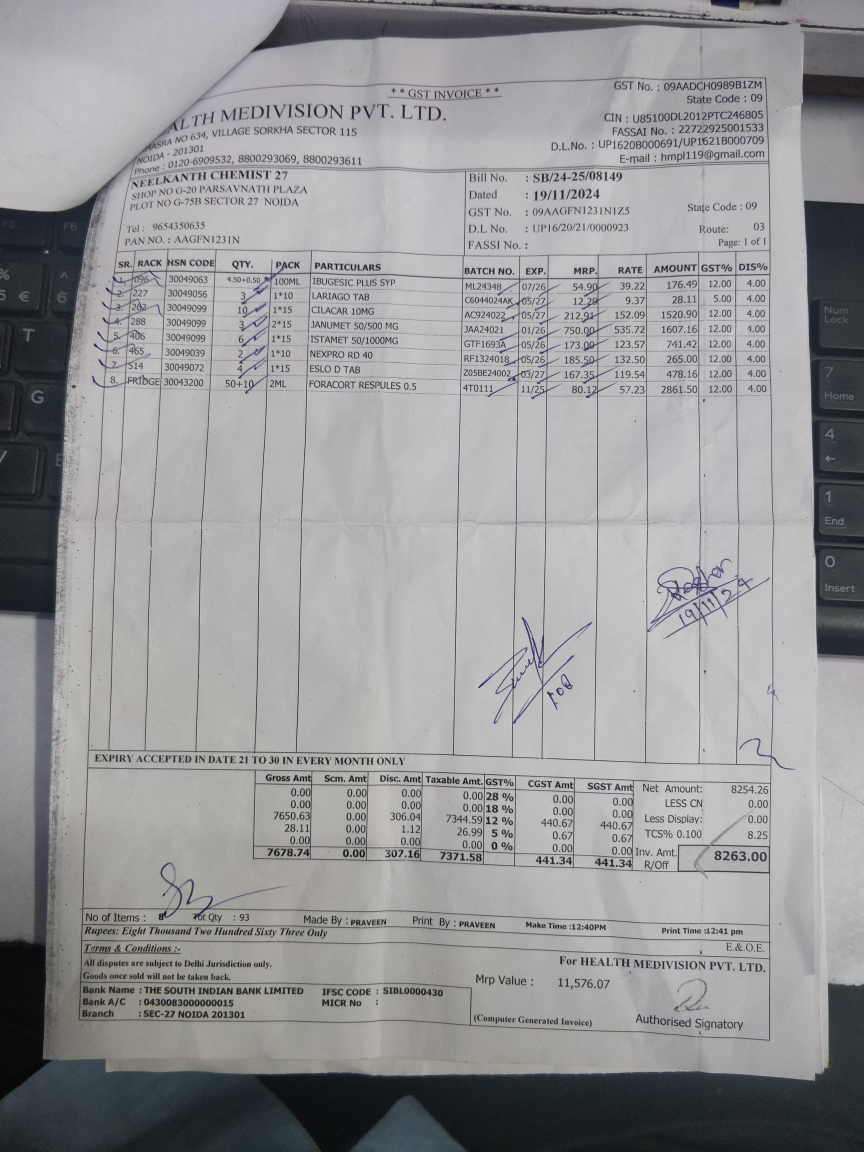 * * GST INVOICE * *
GST No. : 09AADCH0989B1ZM
State Code : 09
ALTH MEDIVISION PVT. LTD.
CIN : U85100DL2012PTC246805
NO 634, VILLAGE SORKHA SECTOR 115
FASSAI No. : 22722925001533
NOIDA - 201301
D.L.No. : UP1620B000691/UP1621B000709
Phone : 0120-6909532, 8800293069, 8800293611
E-mail : hmpl119@gmail.com
NEELKANTH CHEMIST 27
SHOP NO G-20 PARSAVNATH PLAZA
PLOT NO G-75B SECTOR 27 NOIDA
Tel : 9654350635
PAN NO. : AAGFN1231N
Bill No. : SB/24-25/08149
Dated : 19/11/2024
GST No. : 09AAGFN1231N1Z5 State Code : 09
D.L No. : UP16/20/21/0000923 Route: 03
FASSI No. : Page: 1 of 1
SR. RACK HSN CODE QTY. PACK PARTICULARS BATCH NO. EXP. MRP. RATE AMOUNT GST% DIS%
1. 096 30049063 4.50+0.50 100ML IBUGESIC PLUS SYP ML24348 07/26 54.90 39.22 176.49 12.00 4.00
2. 227 30049056 3 1*10 LARIAGO TAB C6044024AK 05/27 12.29 9.37 28.11 5.00 4.00
3. 262 30049099 10 1*15 CILACAR 10MG AC924022 05/27 212.91 152.09 1520.90 12.00 4.00
4. 288 30049099 3 2*15 JANUMET 50/500 MG JAA24021 01/26 750.00 535.72 1607.16 12.00 4.00
5. 406 30049099 6 1*15 ISTAMET 50/1000MG GTF1693A 05/26 173.00 123.57 741.42 12.00 4.00
6. 465 30049039 2 1*10 NEXPRO RD 40 RF1324018 05/26 185.50 132.50 265.00 12.00 4.00
7. 514 30049072 4 1*15 ESLO D TAB Z05BE24002 03/27 167.35 119.54 478.16 12.00 4.00
8. FRIDGE 30043200 50+10 2ML FORACORT RESPULES 0.5 4T0111 11/25 80.12 57.23 2861.50 12.00 4.00
19/11/24
EXPIRY ACCEPTED IN DATE 21 TO 30 IN EVERY MONTH ONLY
Gross Amt Scm. Amt Disc. Amt Taxable Amt. GST% CGST Amt SGST Amt
0.00 0.00 0.00 0.00 28 % 0.00 0.00
0.00 0.00 0.00 0.00 18 % 0.00 0.00
7650.63 0.00 306.04 7344.59 12 % 440.67 440.67
28.11 0.00 1.12 26.99 5 % 0.67 0.67
0.00 0.00 0.00 0.00 0 % 0.00 0.00
7678.74 0.00 307.16 7371.58 441.34 441.34
Net Amount: 8254.26
LESS CN 0.00
Less Display: 0.00
TCS% 0.100 8.25
Inv. Amt. 8263.00
R/Off
No of Items : 8 Tot Qty : 93 Made By : PRAVEEN Print By : PRAVEEN Make Time :12:40PM Print Time :12:41 pm
Rupees: Eight Thousand Two Hundred Sixty Three Only
E.& O.E.
Terms & Conditions :-
All disputes are subject to Delhi Jurisdiction only.
Goods once sold will not be taken back.
For HEALTH MEDIVISION PVT. LTD.
Mrp Value : 11,576.07
Bank Name : THE SOUTH INDIAN BANK LIMITED IFSC CODE : SIBL0000430
Bank A/C : 0430083000000015 MICR No :
Branch : SEC-27 NOIDA 201301
(Computer Generated Invoice)
Authorised Signatory
Num
Lock
7
Home
4
1
End
0
Insert
F5
F6
%
5
€
^
6
T
G